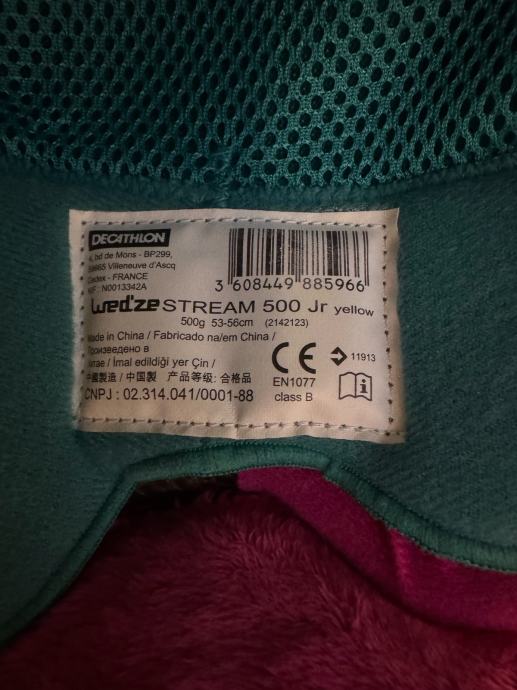 DECATHLON
4, bd de Mons - BP299,
59665 Villeneuve d'Ascq
Cedex - FRANCE
REF : N0013342A
3 608449 885966
Wed'ze STREAM 500 Jr yellow
500g 53-56cm (2142123)
Made in China / Fabricado na/em China /
Произведено в
Китае / İmal edildiği yer Çin /
中國製造 / 中国製 产品等级: 合格品
CNPJ : 02.314.041/0001-88
CE
11913
EN1077
class B
i